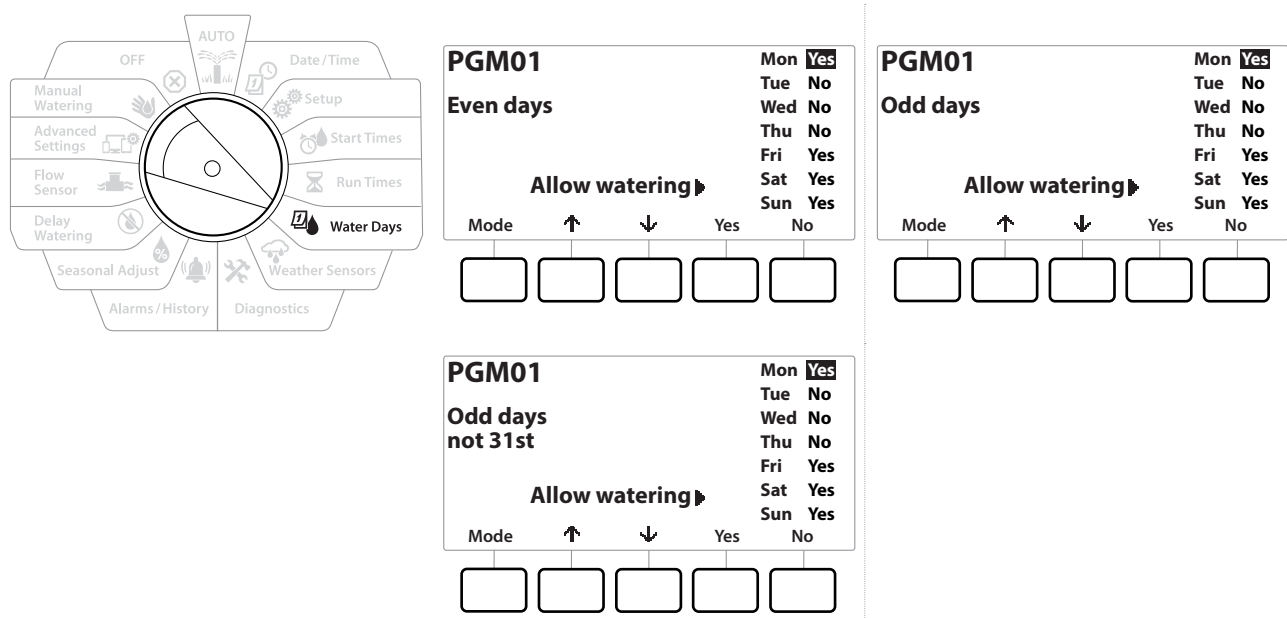 AUTO
OFF
Date / Time
Manual
Watering
Setup
Advanced
Settings
Start Times
Flow
Sensor
Run Times
Delay
Watering
Water Days
Seasonal Adjust
Weather Sensors
Alarms / History
Diagnostics
PGM01
Even days
Allow watering
Mon Yes
Tue No
Wed No
Thu No
Fri Yes
Sat Yes
Sun Yes
Mode ↑ ↓ Yes No
PGM01
Odd days
Allow watering
Mon Yes
Tue No
Wed No
Thu No
Fri Yes
Sat Yes
Sun Yes
Mode ↑ ↓ Yes No
PGM01
Odd days
not 31st
Allow watering
Mon Yes
Tue No
Wed No
Thu No
Fri Yes
Sat Yes
Sun Yes
Mode ↑ ↓ Yes No